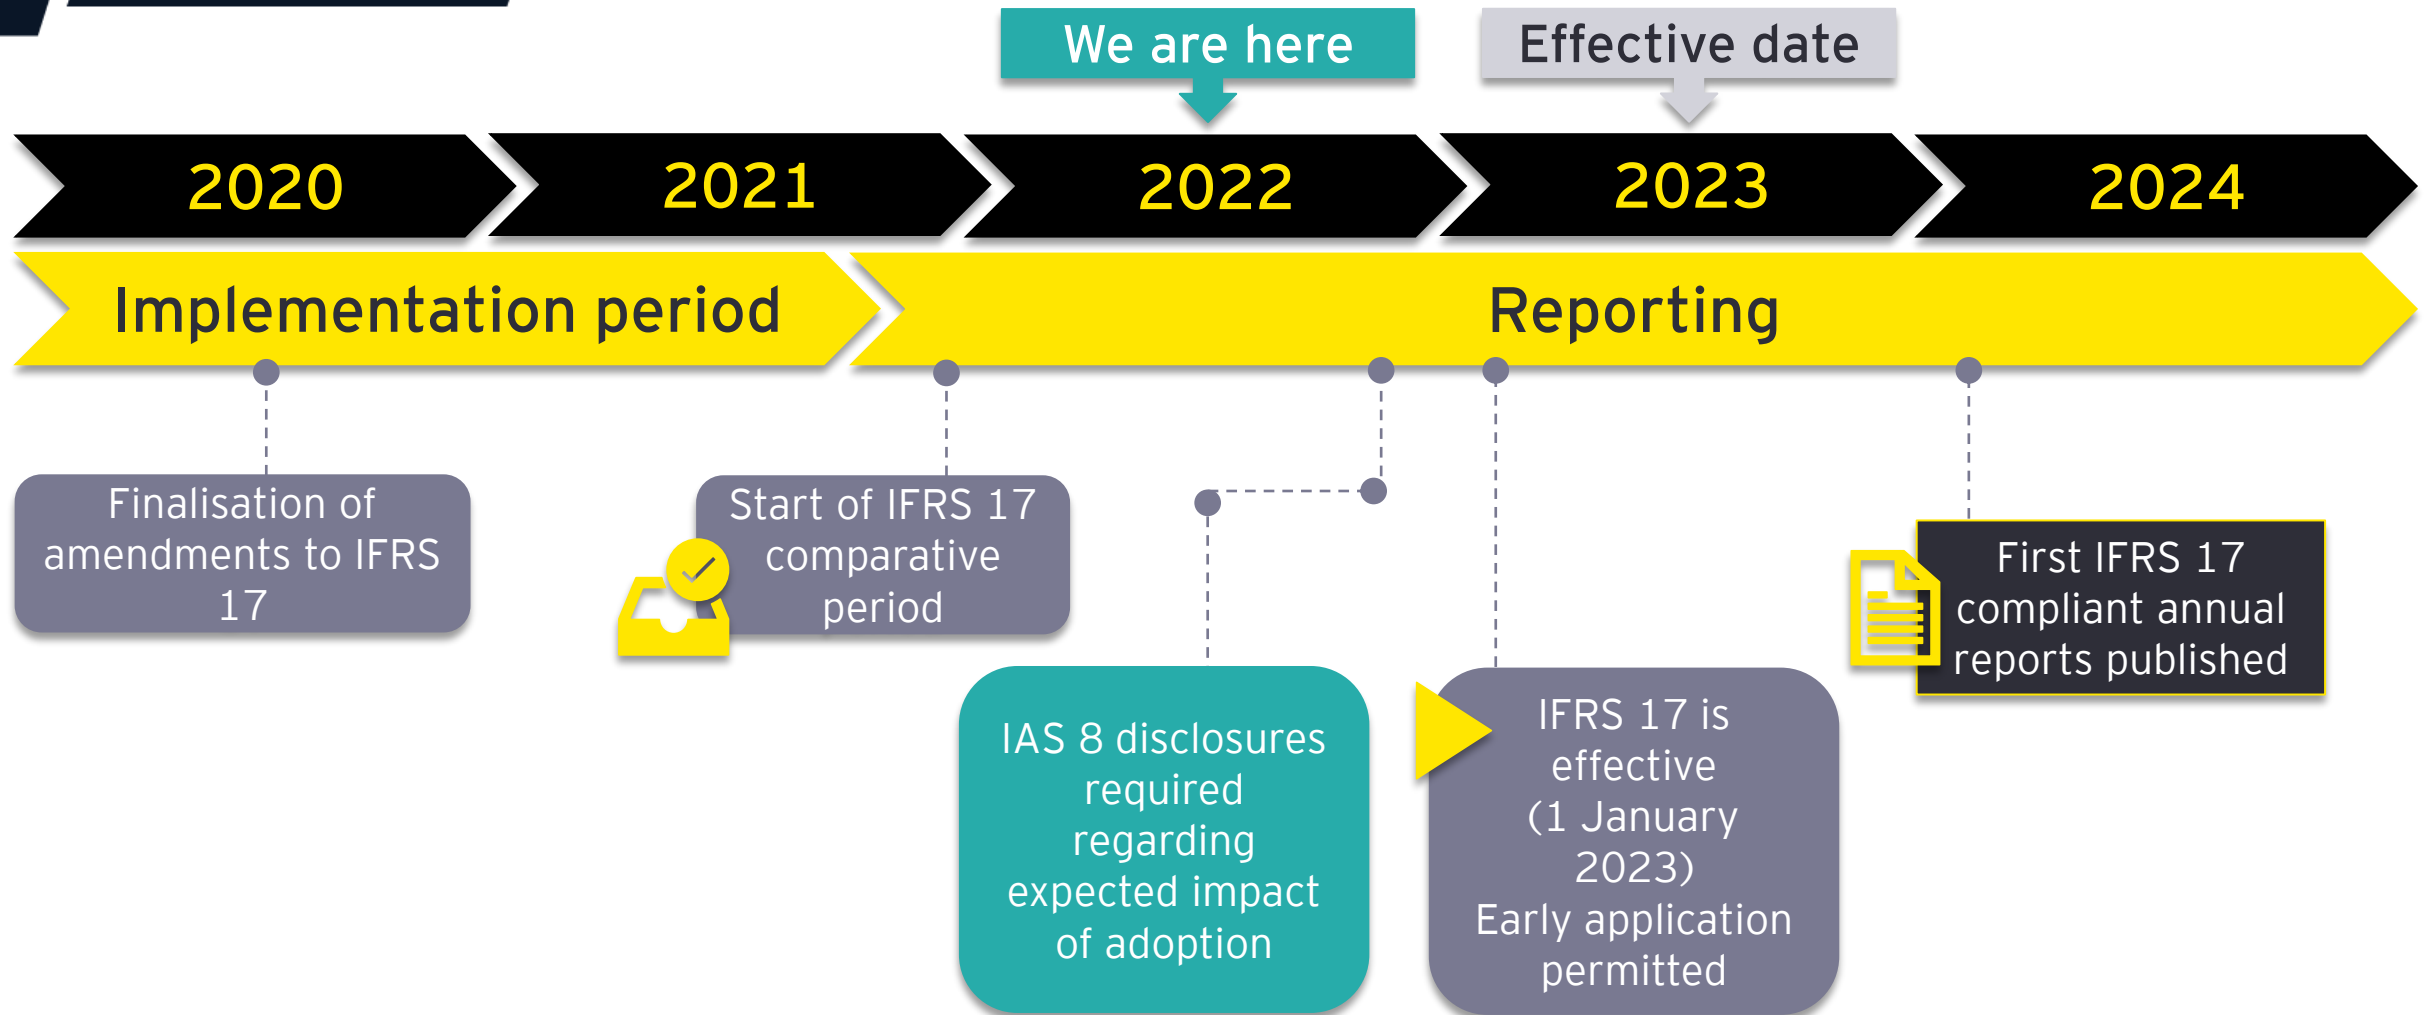 We are here
Effective date
2020
2021
2022
2023
2024
Implementation period
Reporting
Finalisation of
amendments to IFRS
17
Start of IFRS 17
comparative
period
IAS 8 disclosures
required
regarding
expected impact
of adoption
IFRS 17 is
effective
(1 January
2023)
Early application
permitted
First IFRS 17
compliant annual
reports published